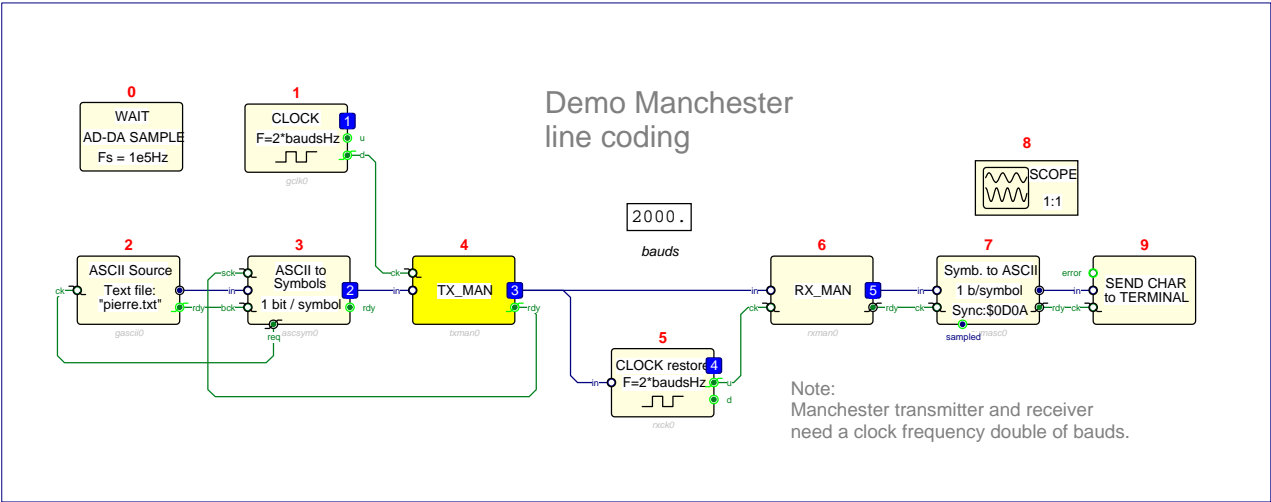 Demo Manchester
line coding
0
WAIT
AD-DA SAMPLE
Fs = 1e5Hz
1
CLOCK
1
F=2*baudsHz
u
d
gclk0
8
SCOPE
1:1
2000.
bauds
2
ASCII Source
Text file:
"pierre.txt"
ck
rdy
gascii0
3
ASCII to
Symbols
1 bit / symbol
sck
in
bck
2
rdy
req
ascsym0
4
TX_MAN
ck
in
3
rdy
txman0
5
CLOCK restore
4
F=2*baudsHz
in
u
d
rxck0
6
RX_MAN
in
ck
5
rdy
rxman0
7
Symb. to ASCII
1 b/symbol
Sync:$0D0A
in
ck
rdy
sampled
9
SEND CHAR
to TERMINAL
error
in
ck
Note:
Manchester transmitter and receiver
need a clock frequency double of bauds.